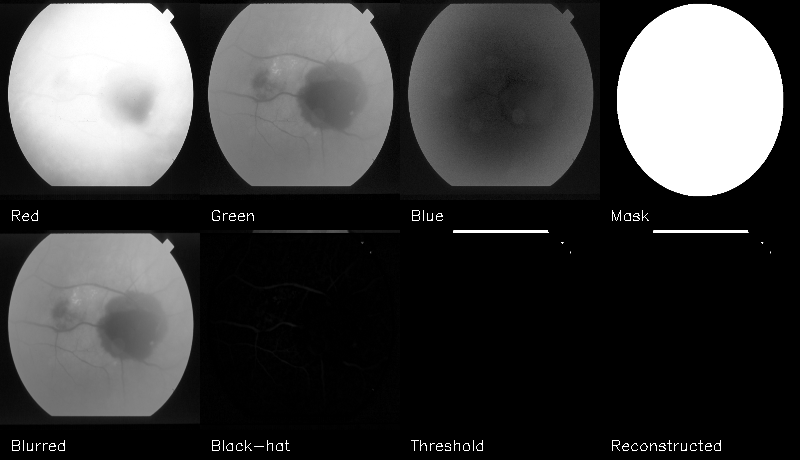 Red
Green
Blue
Mask
Blurred
Black-hat
Threshold
Reconstructed